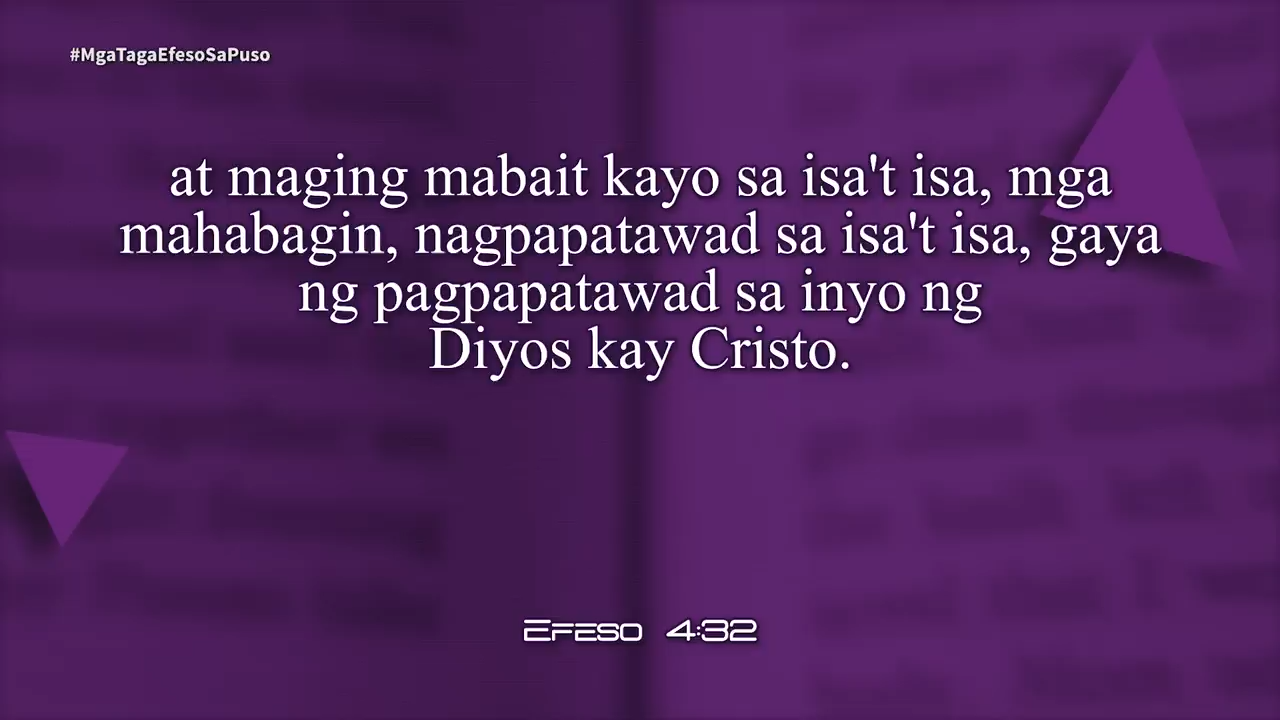 #MgaTagaEfesoSaPuso
at maging mabait kayo sa isa't isa, mga
mahabagin, nagpapatawad sa isa't isa, gaya
ng pagpapatawad sa inyo ng
Diyos kay Cristo.
Efeso 4:32